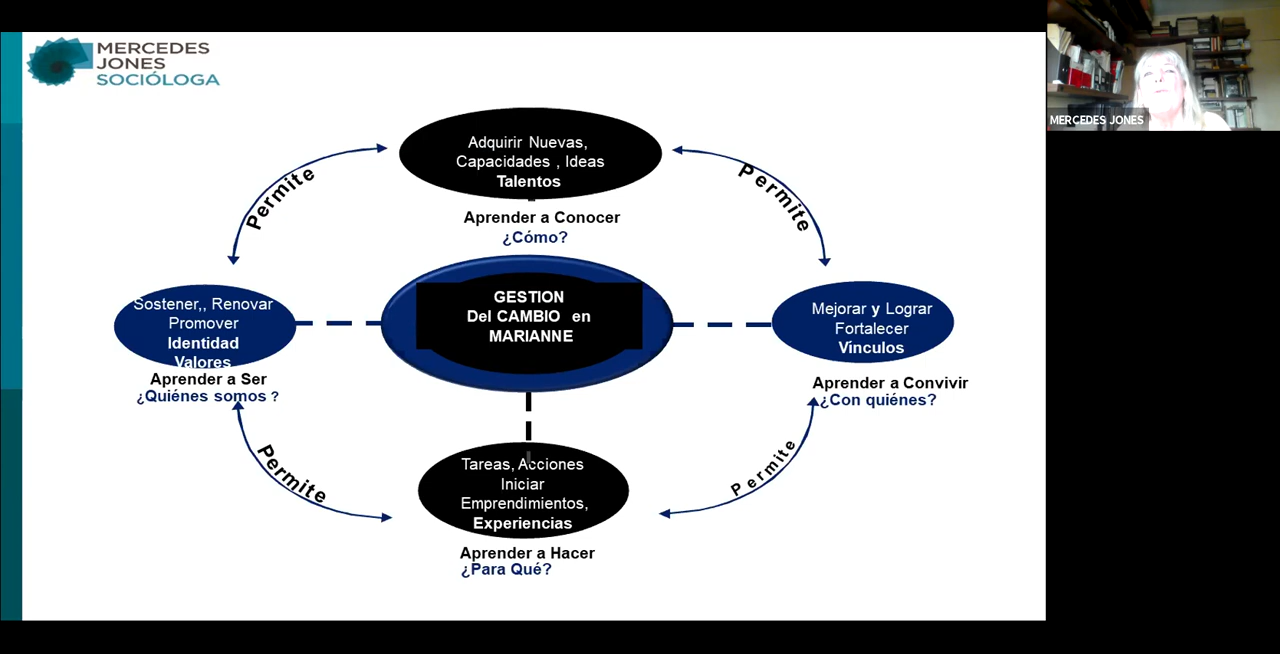 MERCEDES
JONES
SOCIÓLOGA
MERCEDES JONES
Adquirir Nuevas,
Capacidades , Ideas
Talentos
Aprender a Conocer
¿Cómo?
Permite
Permite
GESTION
Del CAMBIO en
MARIANNE
Sostener,, Renovar
Promover
Identidad
Valores
Aprender a Ser
¿Quiénes somos ?
Mejorar y Lograr
Fortalecer
Vínculos
Aprender a Convivir
¿Con quiénes?
Permite
Permite
Tareas, Acciones
Iniciar
Emprendimientos,
Experiencias
Aprender a Hacer
¿Para Qué?